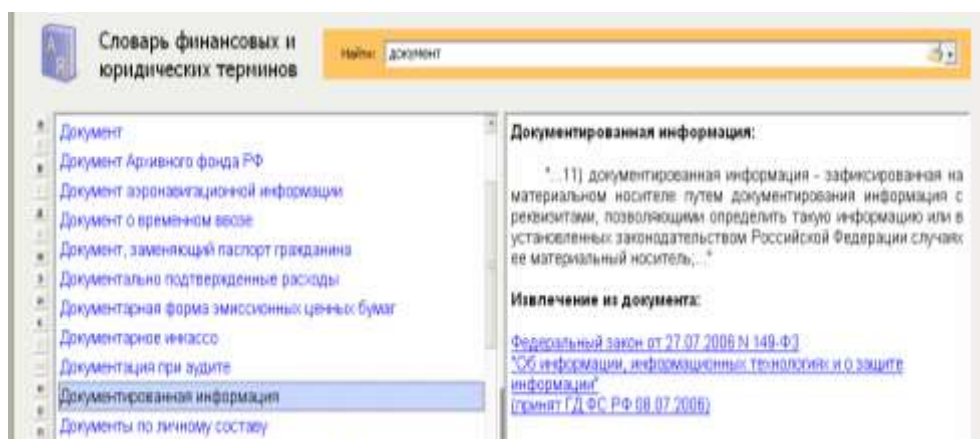 Словарь финансовых и
юридических терминов
Найти:
документ
Документ
Документ Архивного фонда РФ
Документ аэронавигационной информации
Документ о временном ввозе
Документ, заменяющий паспорт гражданина
Документально подтвержденные расходы
Документарная форма эмиссионных ценных бумаг
Документарное инкассо
Документация при аудите
Документированная информация
Документы по личному составу
Документированная информация:
"...11) документированная информация - зафиксированная на
материальном носителе путем документирования информация с
реквизитами, позволяющими определить такую информацию или в
установленных законодательством Российской Федерации случаях
ее материальный носитель;..."
Извлечение из документа:
Федеральный закон от 27.07.2006 N 149-ФЗ
"Об информации, информационных технологиях и о защите
информации"
(принят ГД ФС РФ 08.07.2006)